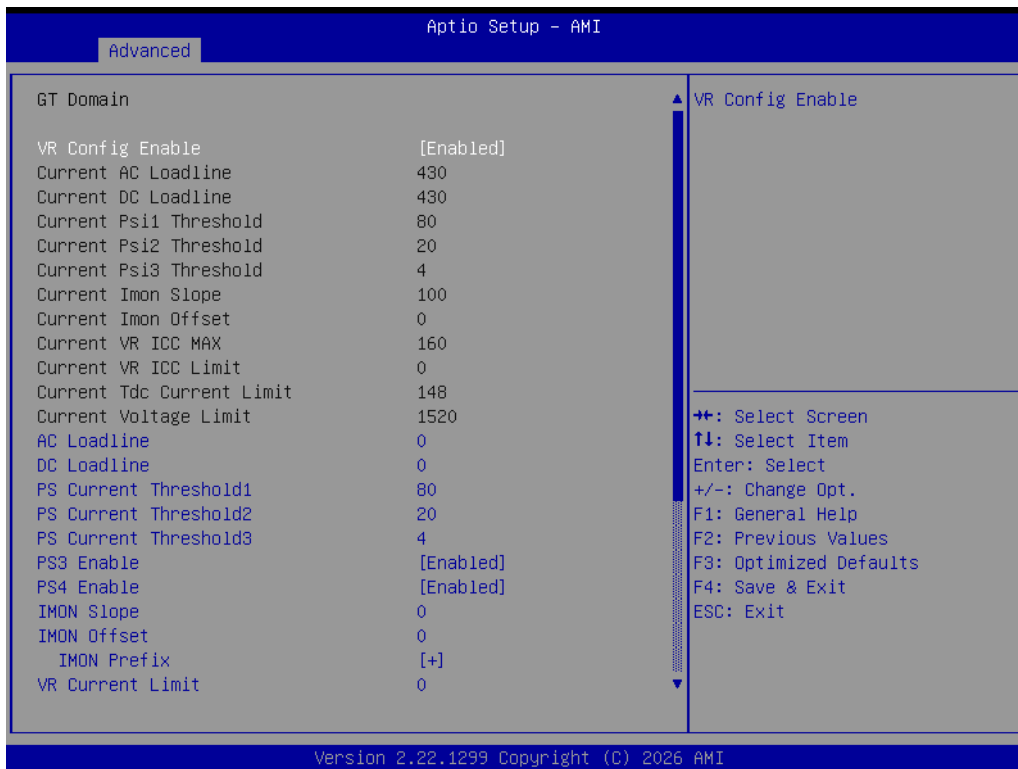 Aptio Setup – AMI
Advanced
GT Domain
VR Config Enable [Enabled]
Current AC Loadline 430
Current DC Loadline 430
Current Psi1 Threshold 80
Current Psi2 Threshold 20
Current Psi3 Threshold 4
Current Imon Slope 100
Current Imon Offset 0
Current VR ICC MAX 160
Current VR ICC Limit 0
Current Tdc Current Limit 148
Current Voltage Limit 1520
AC Loadline 0
DC Loadline 0
PS Current Threshold1 80
PS Current Threshold2 20
PS Current Threshold3 4
PS3 Enable [Enabled]
PS4 Enable [Enabled]
IMON Slope 0
IMON Offset 0
IMON Prefix [+]
VR Current Limit 0
VR Config Enable
→←: Select Screen
↑↓: Select Item
Enter: Select
+/-: Change Opt.
F1: General Help
F2: Previous Values
F3: Optimized Defaults
F4: Save & Exit
ESC: Exit
Version 2.22.1299 Copyright (C) 2026 AMI